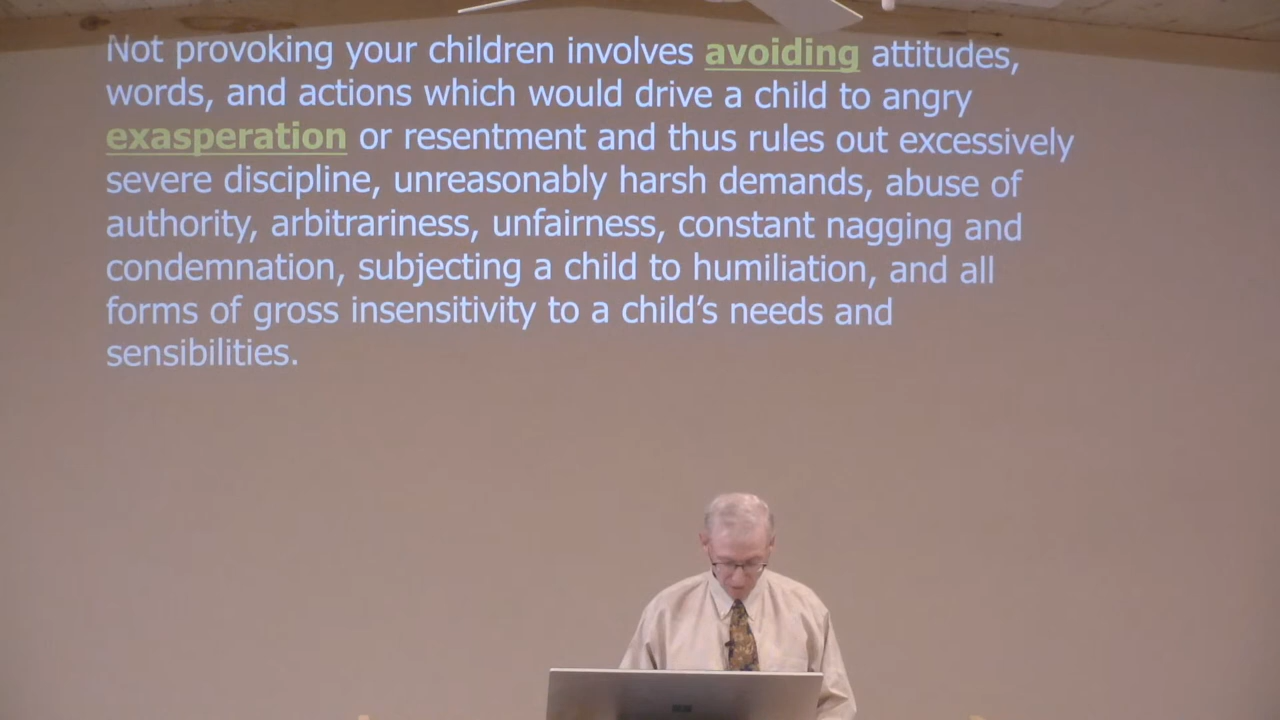 Not provoking your children involves avoiding attitudes,
words, and actions which would drive a child to angry
exasperation or resentment and thus rules out excessively
severe discipline, unreasonably harsh demands, abuse of
authority, arbitrariness, unfairness, constant nagging and
condemnation, subjecting a child to humiliation, and all
forms of gross insensitivity to a child’s needs and
sensibilities.